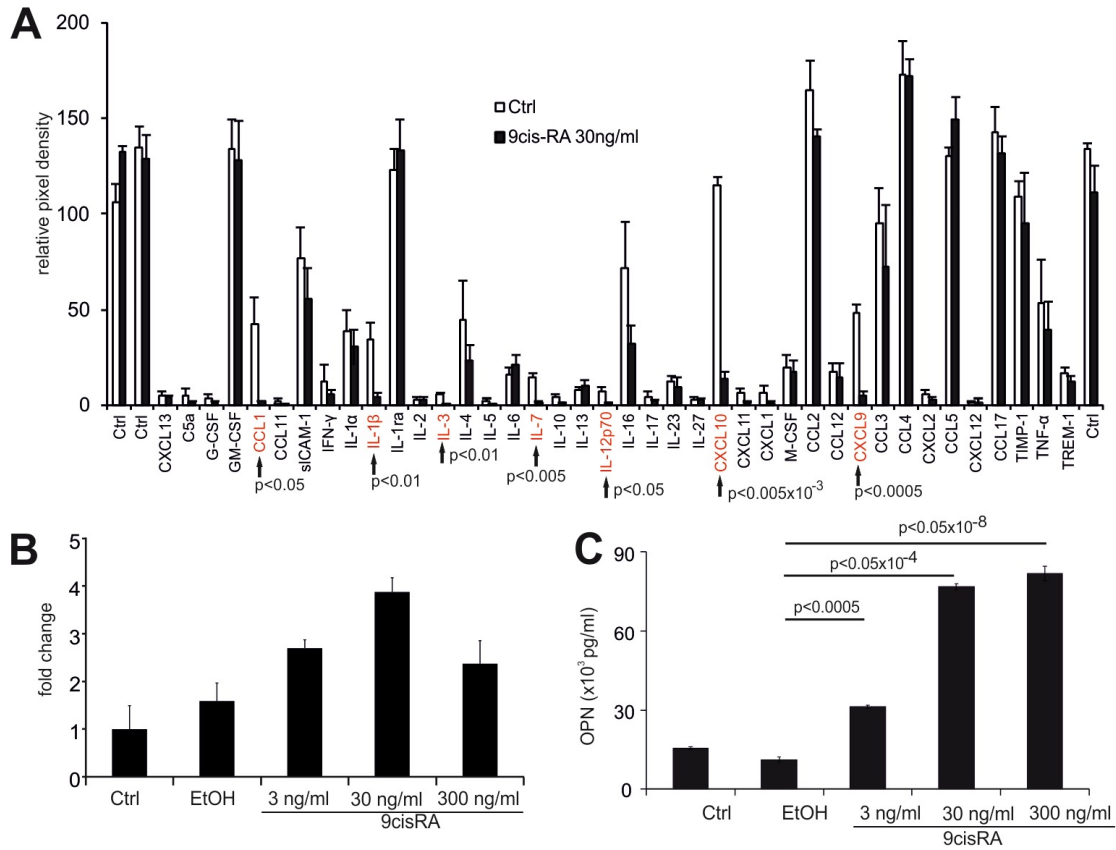 A
200
150
100
50
0
relative pixel density
Ctrl
9cis-RA 30ng/ml
Ctrl
Ctrl
CXCL13
C5a
G-CSF
GM-CSF
CCL1
CCL11
sICAM-1
IFN-γ
IL-1α
IL-1β
IL-1ra
IL-2
IL-3
IL-4
IL-5
IL-6
IL-7
IL-10
IL-13
IL-12p70
IL-16
IL-17
IL-23
IL-27
CXCL10
CXCL11
CXCL1
M-CSF
CCL2
CCL12
CXCL9
CCL3
CCL4
CCL5
CXCL2
CXCL12
CCL17
TIMP-1
TNF-α
TREM-1
Ctrl
p<0.05
p<0.01
p<0.01
p<0.005
p<0.05
p<0.005x10-3
p<0.0005
B
5
4
3
2
1
0
fold change
Ctrl
EtOH
3 ng/ml
30 ng/ml
300 ng/ml
9cisRA
C
90
60
30
0
OPN (x10³ pg/ml)
p<0.05x10-8
p<0.05x10-4
p<0.0005
Ctrl
EtOH
3 ng/ml
30 ng/ml
300 ng/ml
9cisRA